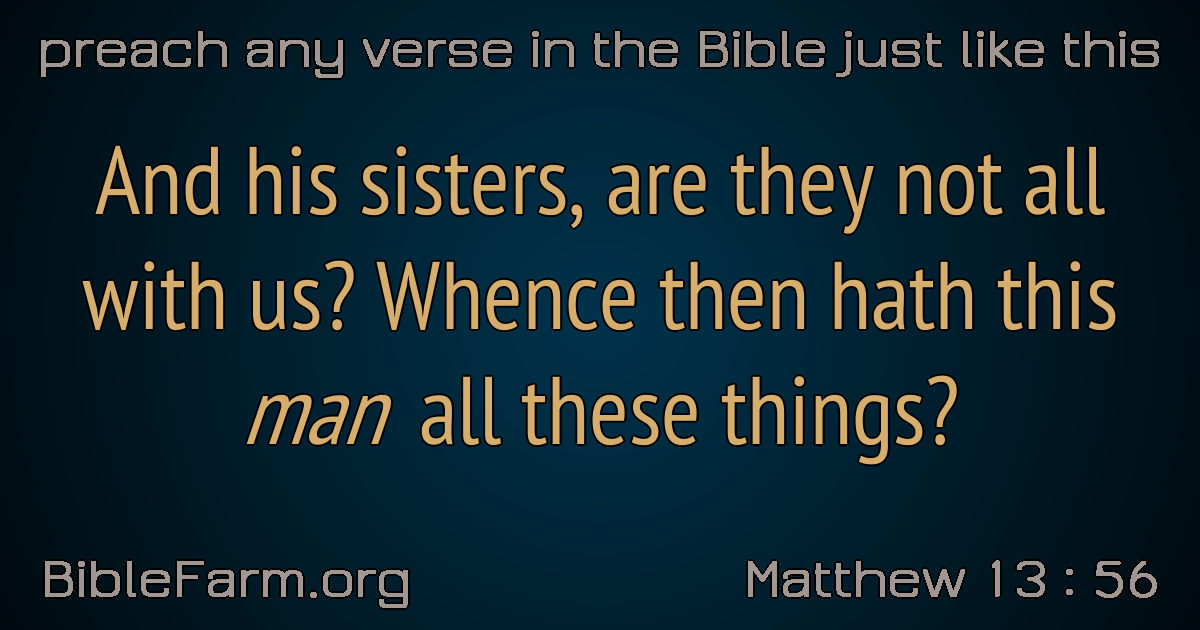 preach any verse in the Bible just like this
And his sisters, are they not all
with us? Whence then hath this
man all these things?
BibleFarm.org
Matthew 13 : 56